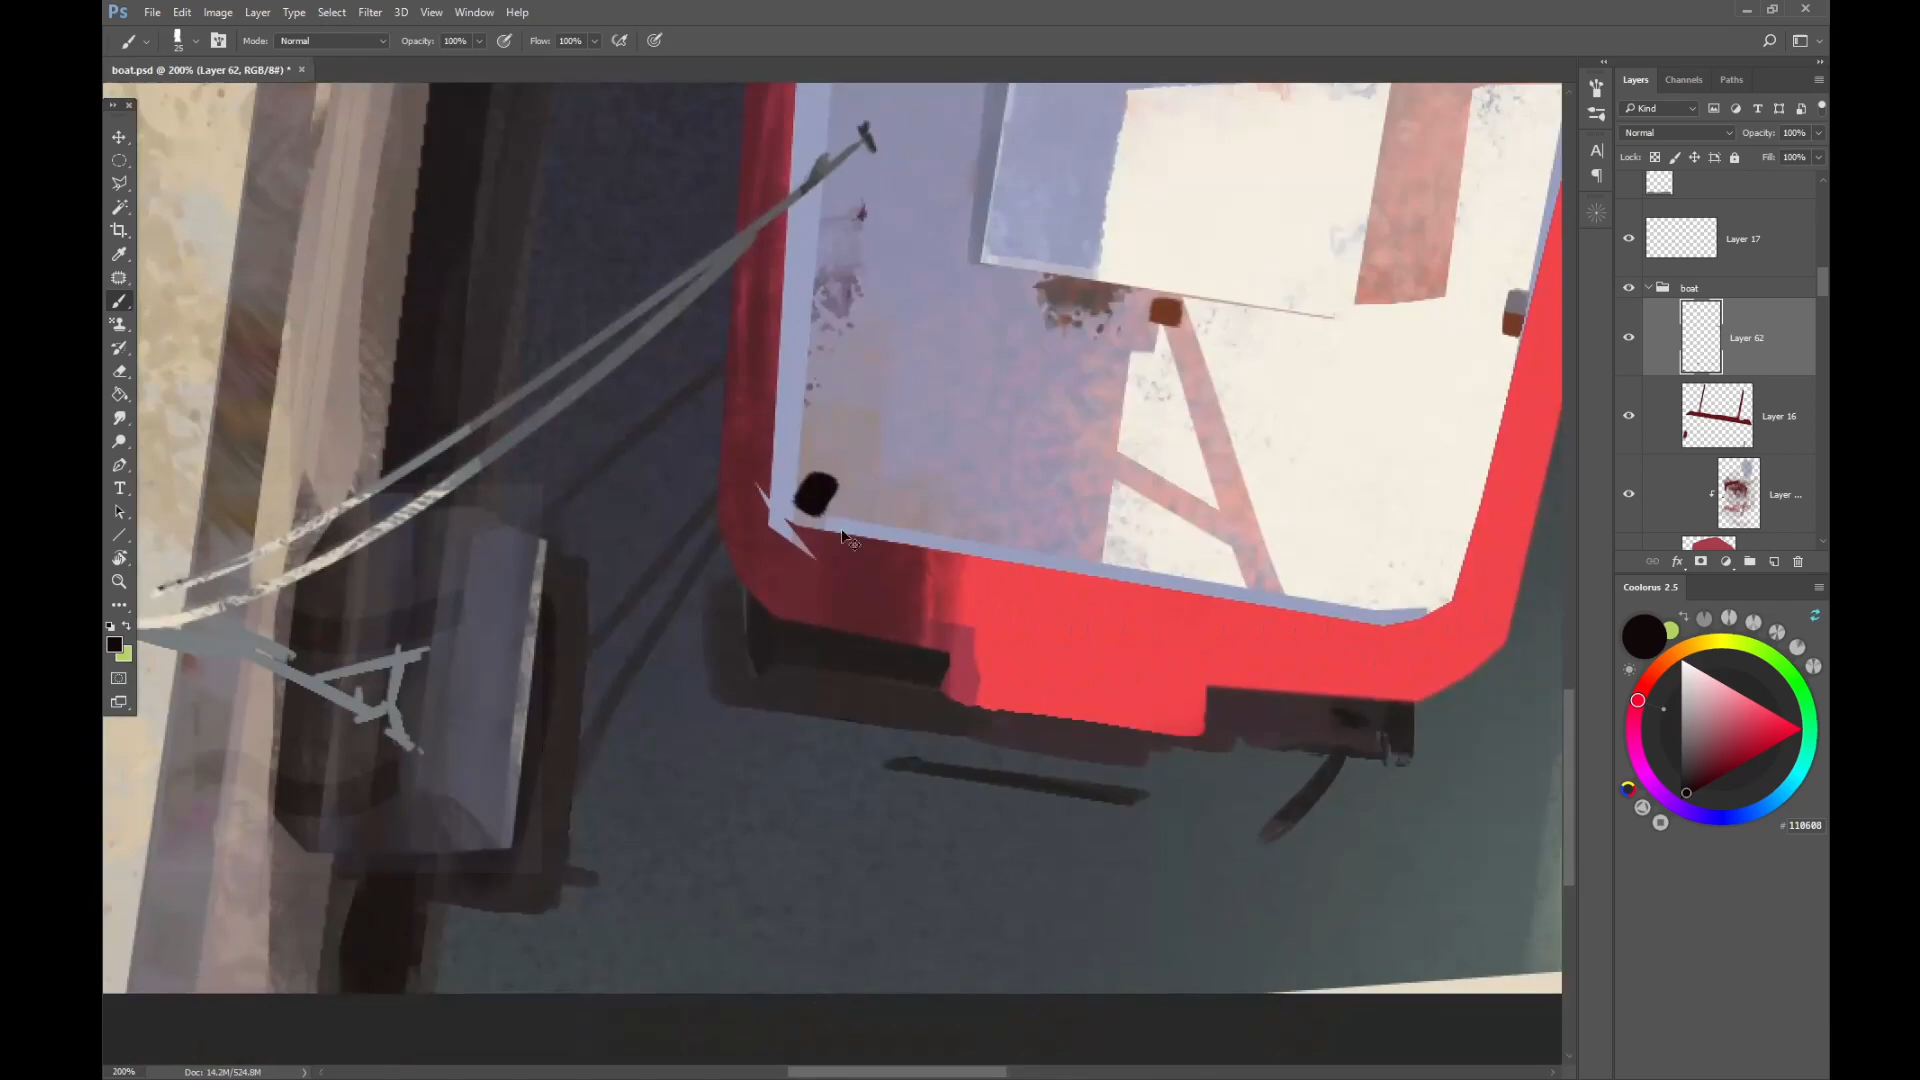 Ps File Edit Image Layer Type Select Filter 3D View Window Help
25 Mode: Normal Opacity: 100% Flow: 100%
boat.psd @ 200% (Layer 62, RGB/8#) * ×
Layers Channels Paths
Kind
Normal Opacity: 100%
Lock: Fill: 100%
Layer 17
boat
Layer 62
Layer 16
Layer ...
fx
Coolorus 2.5
# 110608
200% Doc: 14.2M/524.8M